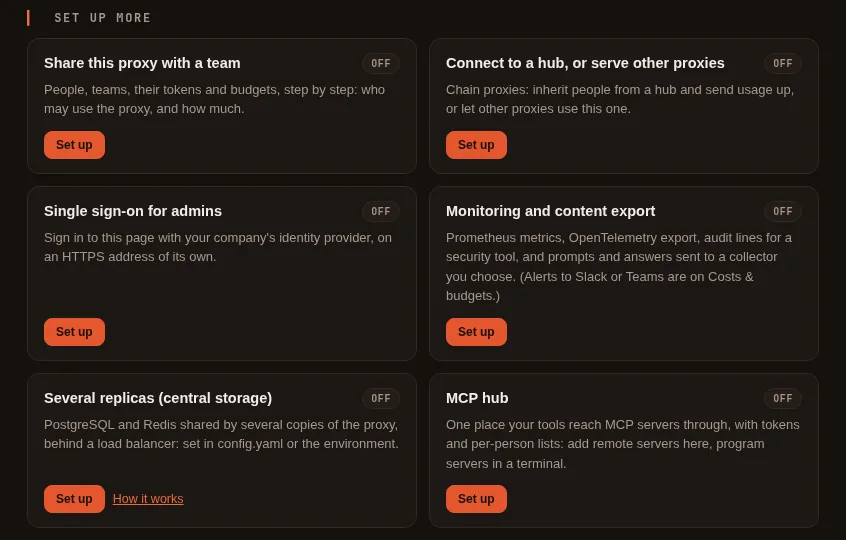 SET UP MORE
Share this proxy with a team
OFF
People, teams, their tokens and budgets, step by step: who
may use the proxy, and how much.
Set up
Connect to a hub, or serve other proxies
OFF
Chain proxies: inherit people from a hub and send usage up,
or let other proxies use this one.
Set up
Single sign-on for admins
OFF
Sign in to this page with your company's identity provider, on
an HTTPS address of its own.
Set up
Monitoring and content export
OFF
Prometheus metrics, OpenTelemetry export, audit lines for a
security tool, and prompts and answers sent to a collector
you choose. (Alerts to Slack or Teams are on Costs &
budgets.)
Set up
Several replicas (central storage)
OFF
PostgreSQL and Redis shared by several copies of the proxy,
behind a load balancer: set in config.yaml or the environment.
Set up
How it works
MCP hub
OFF
One place your tools reach MCP servers through, with tokens
and per-person lists: add remote servers here, program
servers in a terminal.
Set up